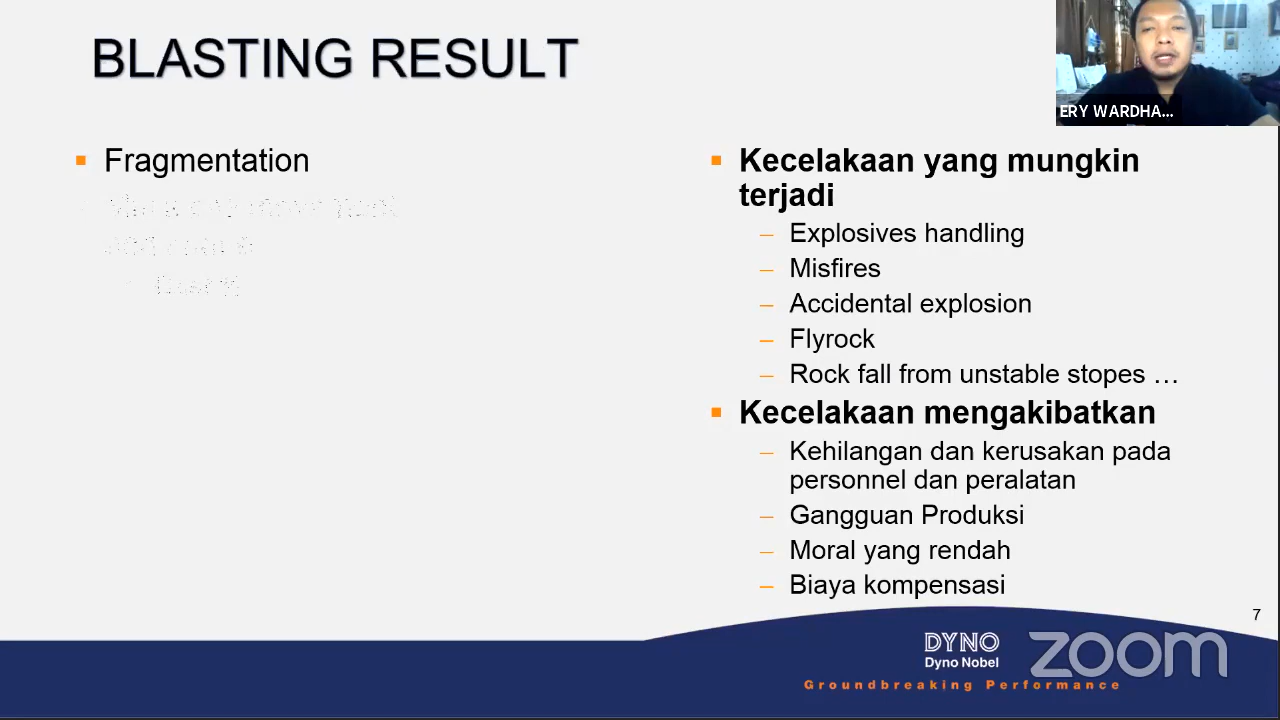 BLASTING RESULT
ERY WARDHA...
Fragmentation
Kecelakaan yang mungkin
terjadi
– Explosives handling
– Misfires
– Accidental explosion
– Flyrock
– Rock fall from unstable stopes …
Kecelakaan mengakibatkan
– Kehilangan dan kerusakan pada
personnel dan peralatan
– Gangguan Produksi
– Moral yang rendah
– Biaya kompensasi
7
DYNO
Dyno Nobel
zoom
Groundbreaking Performance